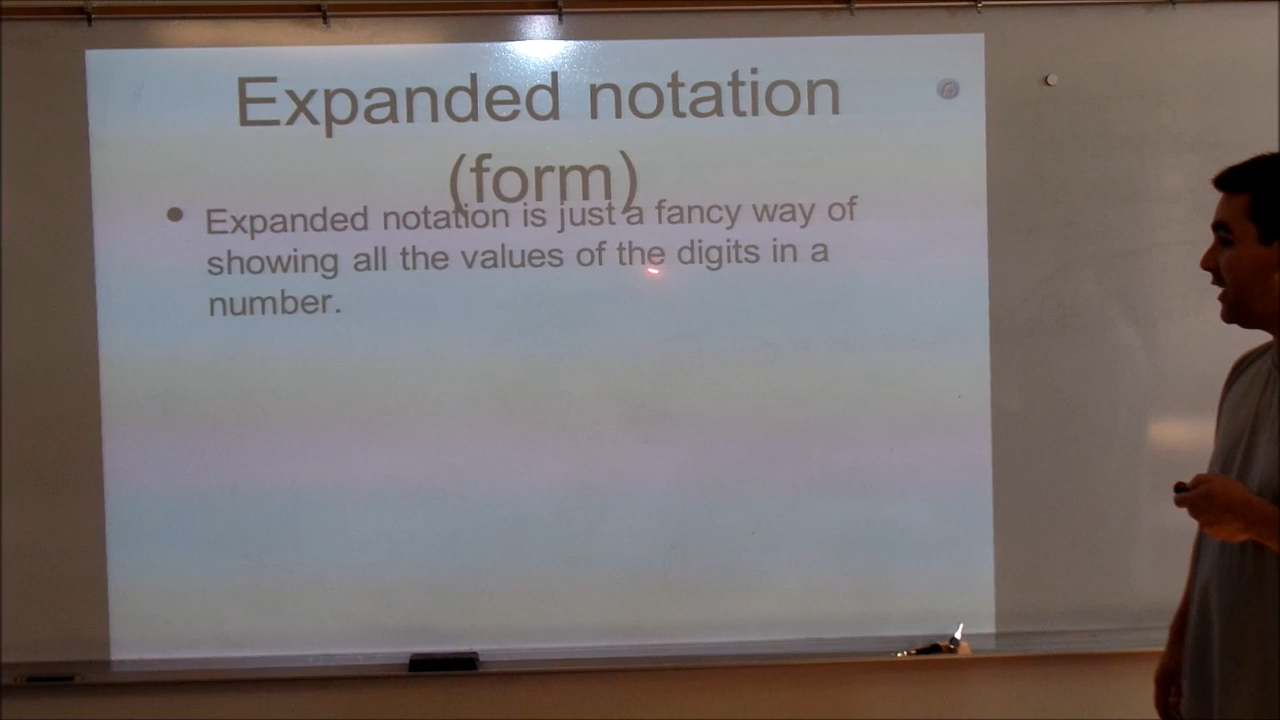 Expanded notation
(form)
• Expanded notation is just a fancy way of
showing all the values of the digits in a
number.